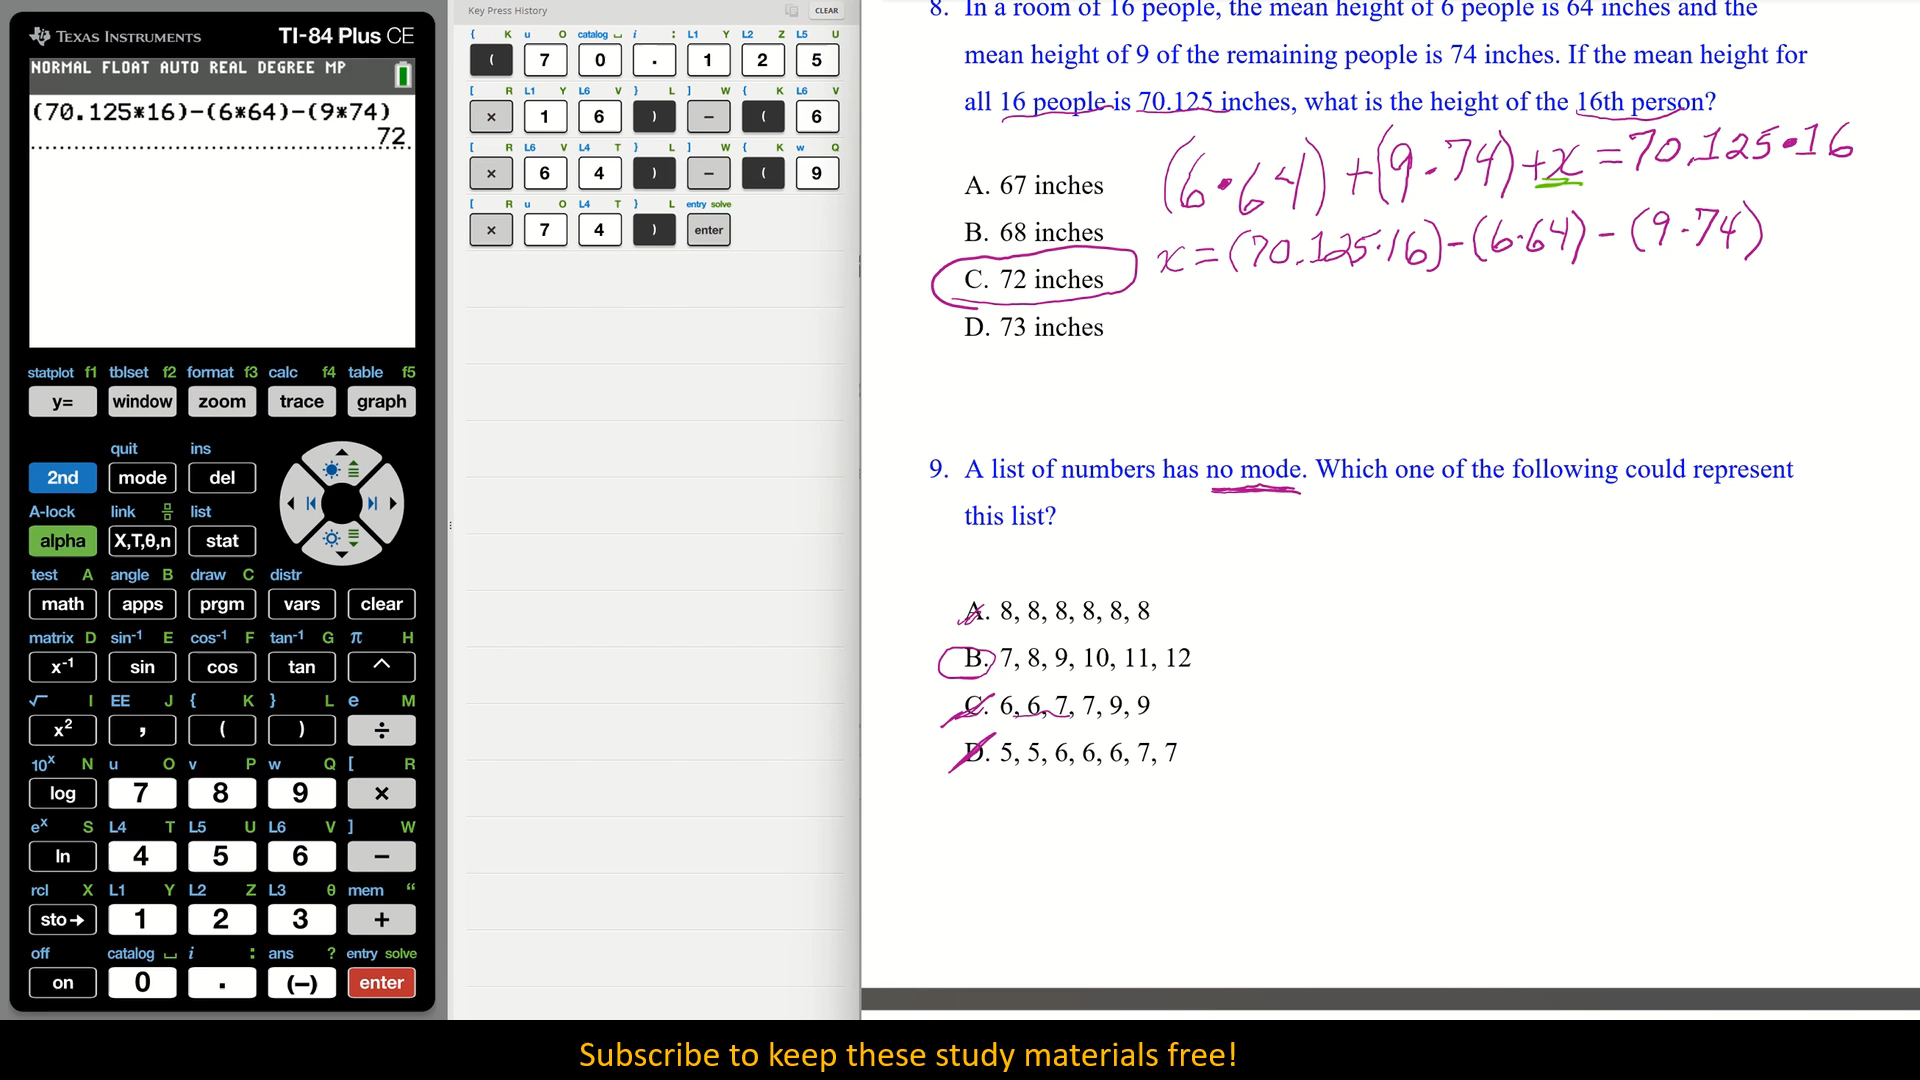 TEXAS INSTRUMENTS TI-84 Plus CE
NORMAL FLOAT AUTO REAL DEGREE MP
(70.125*16)-(6*64)-(9*74)
72
statplot f1 tblset f2 format f3 calc f4 table f5
y= window zoom trace graph
quit ins
2nd mode del
A-lock link list
alpha X,T,θ,n stat
test A angle B draw C distr
math apps prgm vars clear
matrix D sin⁻¹ E cos⁻¹ F tan⁻¹ G π H
x⁻¹ sin cos tan ^
√ I EE J { K } L e M
x² , ( ) ÷
10ˣ N u O v P w Q [ R
log 7 8 9 ×
eˣ S L4 T L5 U L6 V ] W
ln 4 5 6 −
rcl X L1 Y L2 Z L3 θ mem “
sto→ 1 2 3 +
off catalog ␣ i : ans ? entry solve
on 0 . (−) enter
Key Press History CLEAR
{ K u O catalog ␣ i : L1 Y L2 Z L5 U
( 7 0 . 1 2 5
[ R L1 Y L6 V } L ] W { K L6 V
× 1 6 ) − ( 6
[ R L6 V L4 T } L ] W { K w Q
× 6 4 ) − ( 9
[ R u O L4 T } L entry solve
× 7 4 ) enter
8. In a room of 16 people, the mean height of 6 people is 64 inches and the
mean height of 9 of the remaining people is 74 inches. If the mean height for
all 16 people is 70.125 inches, what is the height of the 16th person?
(6·64)+(9·74)+x=70.125·16
A. 67 inches
B. 68 inches
x=(70.125·16)-(6·64)-(9·74)
C. 72 inches
D. 73 inches
9. A list of numbers has no mode. Which one of the following could represent
this list?
A. 8, 8, 8, 8, 8, 8
B. 7, 8, 9, 10, 11, 12
C. 6, 6, 7, 7, 9, 9
D. 5, 5, 6, 6, 6, 7, 7
Subscribe to keep these study materials free!